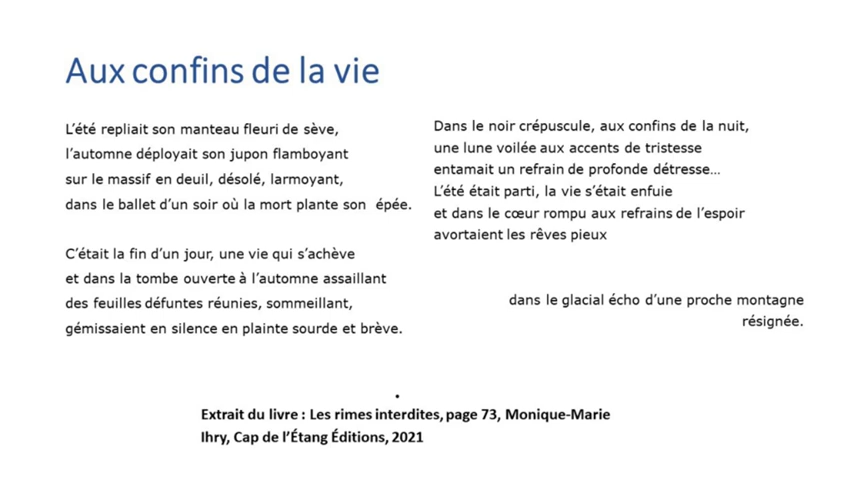 Aux confins de la vie
L’été repliait son manteau fleuri de sève,
l’automne déployait son jupon flamboyant
sur le massif en deuil, désolé, larmoyant,
dans le ballet d’un soir où la mort plante son épée.
C’était la fin d’un jour, une vie qui s’achève
et dans la tombe ouverte à l’automne assaillant
des feuilles défuntes réunies, sommeillant,
gémissaient en silence en plainte sourde et brève.
Dans le noir crépuscule, aux confins de la nuit,
une lune voilée aux accents de tristesse
entamait un refrain de profonde détresse…
L’été était parti, la vie s’était enfuie
et dans le cœur rompu aux refrains de l’espoir
avortaient les rêves pieux
dans le glacial écho d’une proche montagne
résignée.
.
Extrait du livre : Les rimes interdites, page 73, Monique-Marie
Ihry, Cap de l’Étang Éditions, 2021